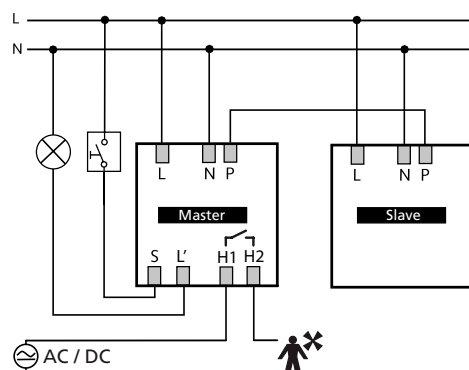 L
N
L N P
L N P
Master
Slave
S L' H1 H2
AC / DC